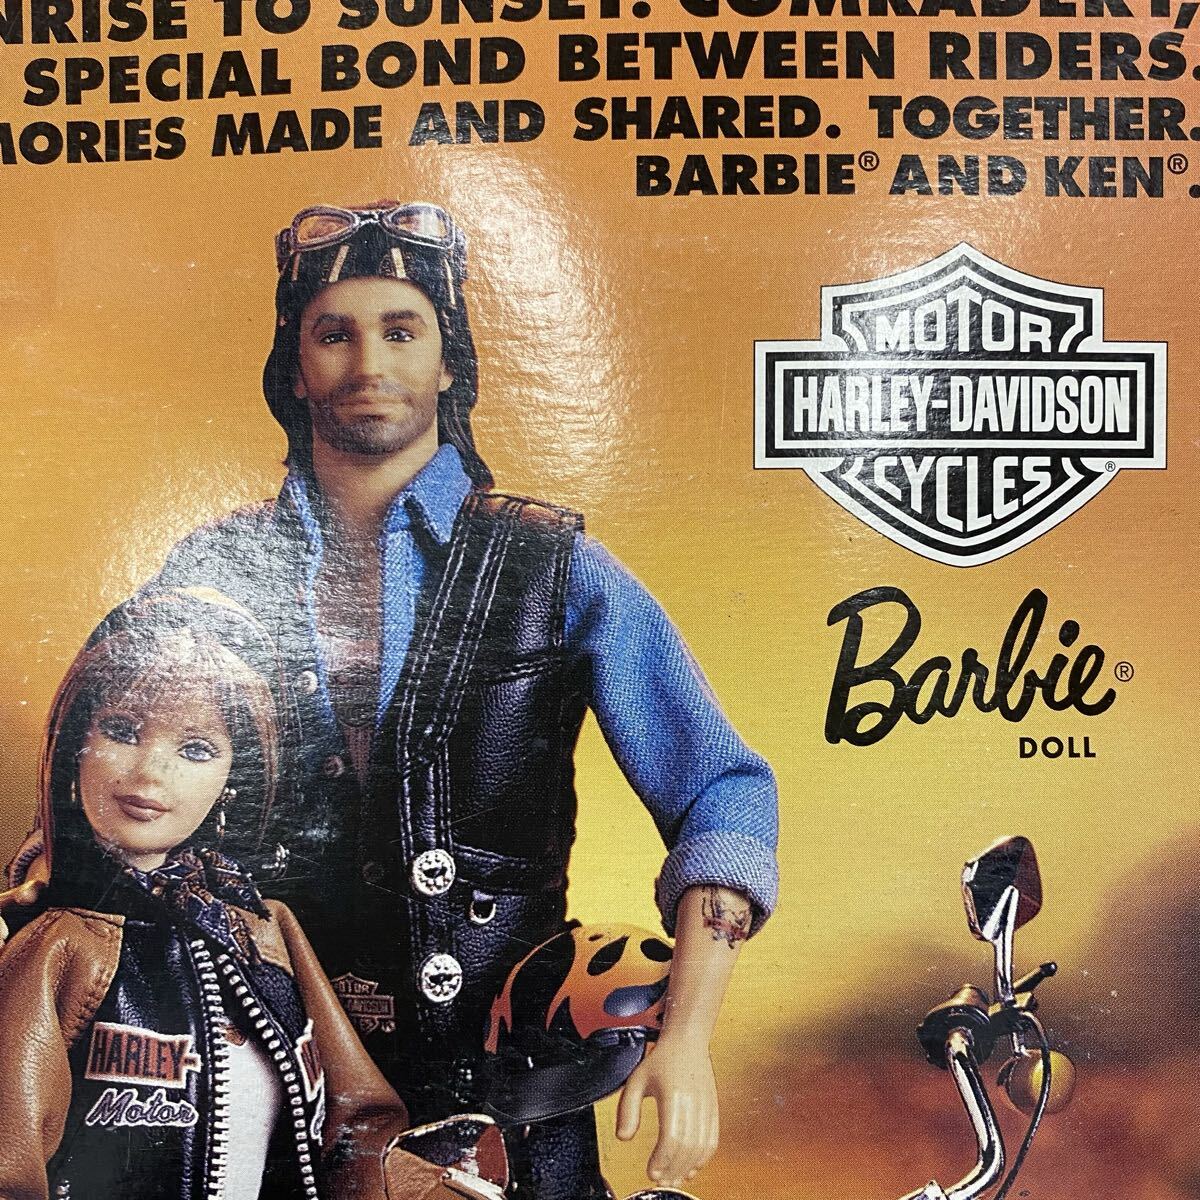 NRISE TO SUNSET. COMRADERY,
SPECIAL BOND BETWEEN RIDERS.
MORIES MADE AND SHARED. TOGETHER.
BARBIE® AND KEN®.
MOTOR
HARLEY-DAVIDSON
CYCLES ®
Barbie®
DOLL
HARLEY-
Motor